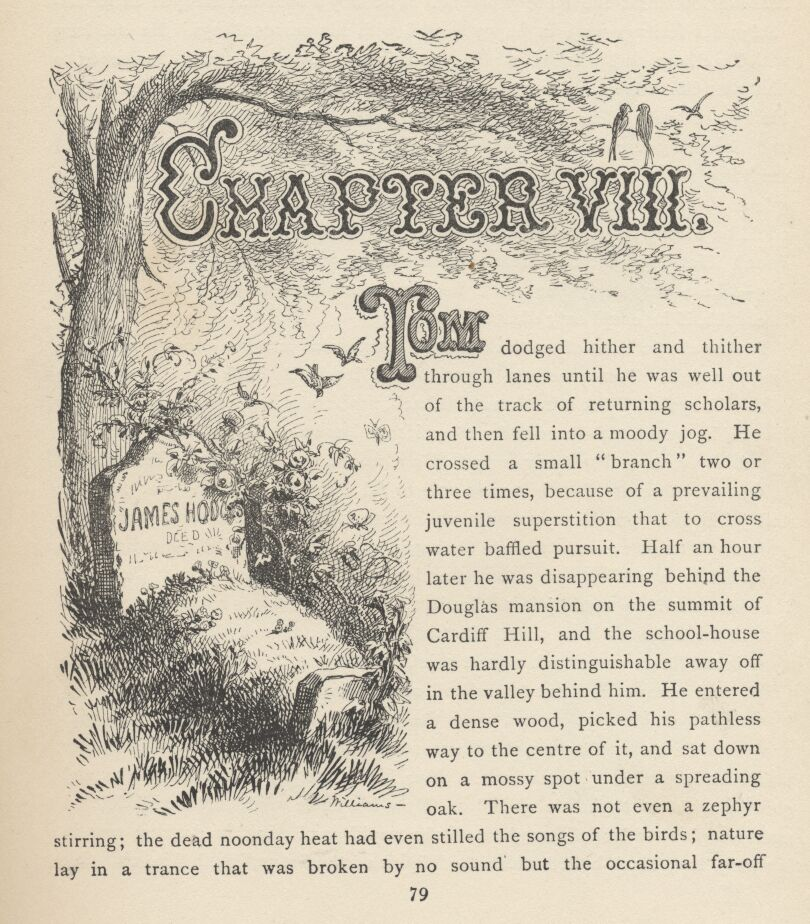 CHAPTER VIII.
TOM dodged hither and thither
through lanes until he was well out
of the track of returning scholars,
and then fell into a moody jog. He
crossed a small "branch" two or
three times, because of a prevailing
juvenile superstition that to cross
water baffled pursuit. Half an hour
later he was disappearing behind the
Douglas mansion on the summit of
Cardiff Hill, and the school-house
was hardly distinguishable away off
in the valley behind him. He entered
a dense wood, picked his pathless
way to the centre of it, and sat down
on a mossy spot under a spreading
oak. There was not even a zephyr
stirring; the dead noonday heat had even stilled the songs of the birds; nature
lay in a trance that was broken by no sound but the occasional far-off
JAMES HODGES
Williams
79